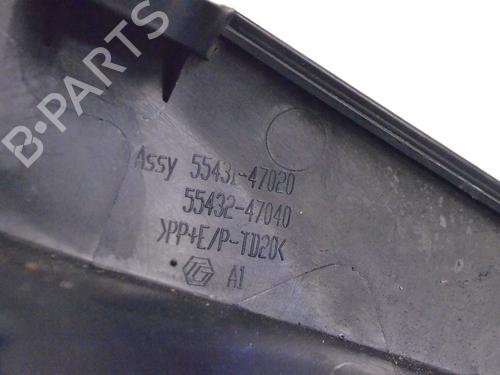 B-PARTS
Assy 55431-47020
55432-47040
>PP+E/P-TD20<
A1